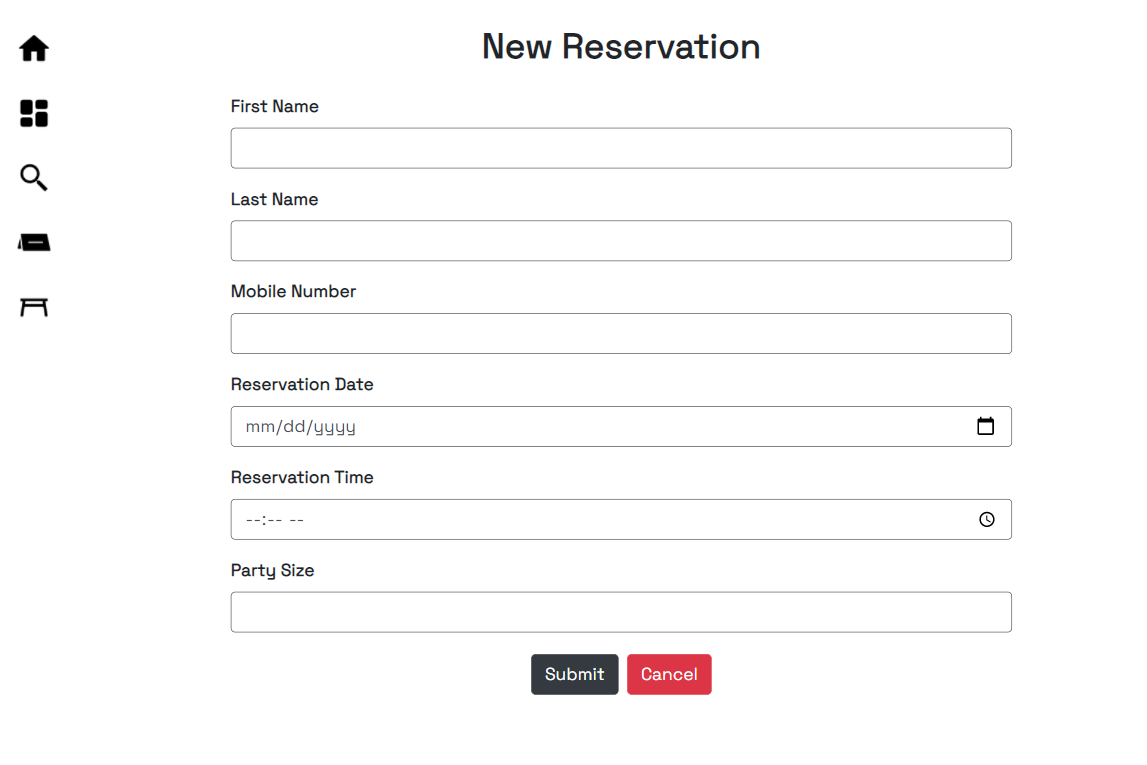 New Reservation
First Name
Last Name
Mobile Number
Reservation Date
mm/dd/yyyy
Reservation Time
--:-- --
Party Size
Submit Cancel